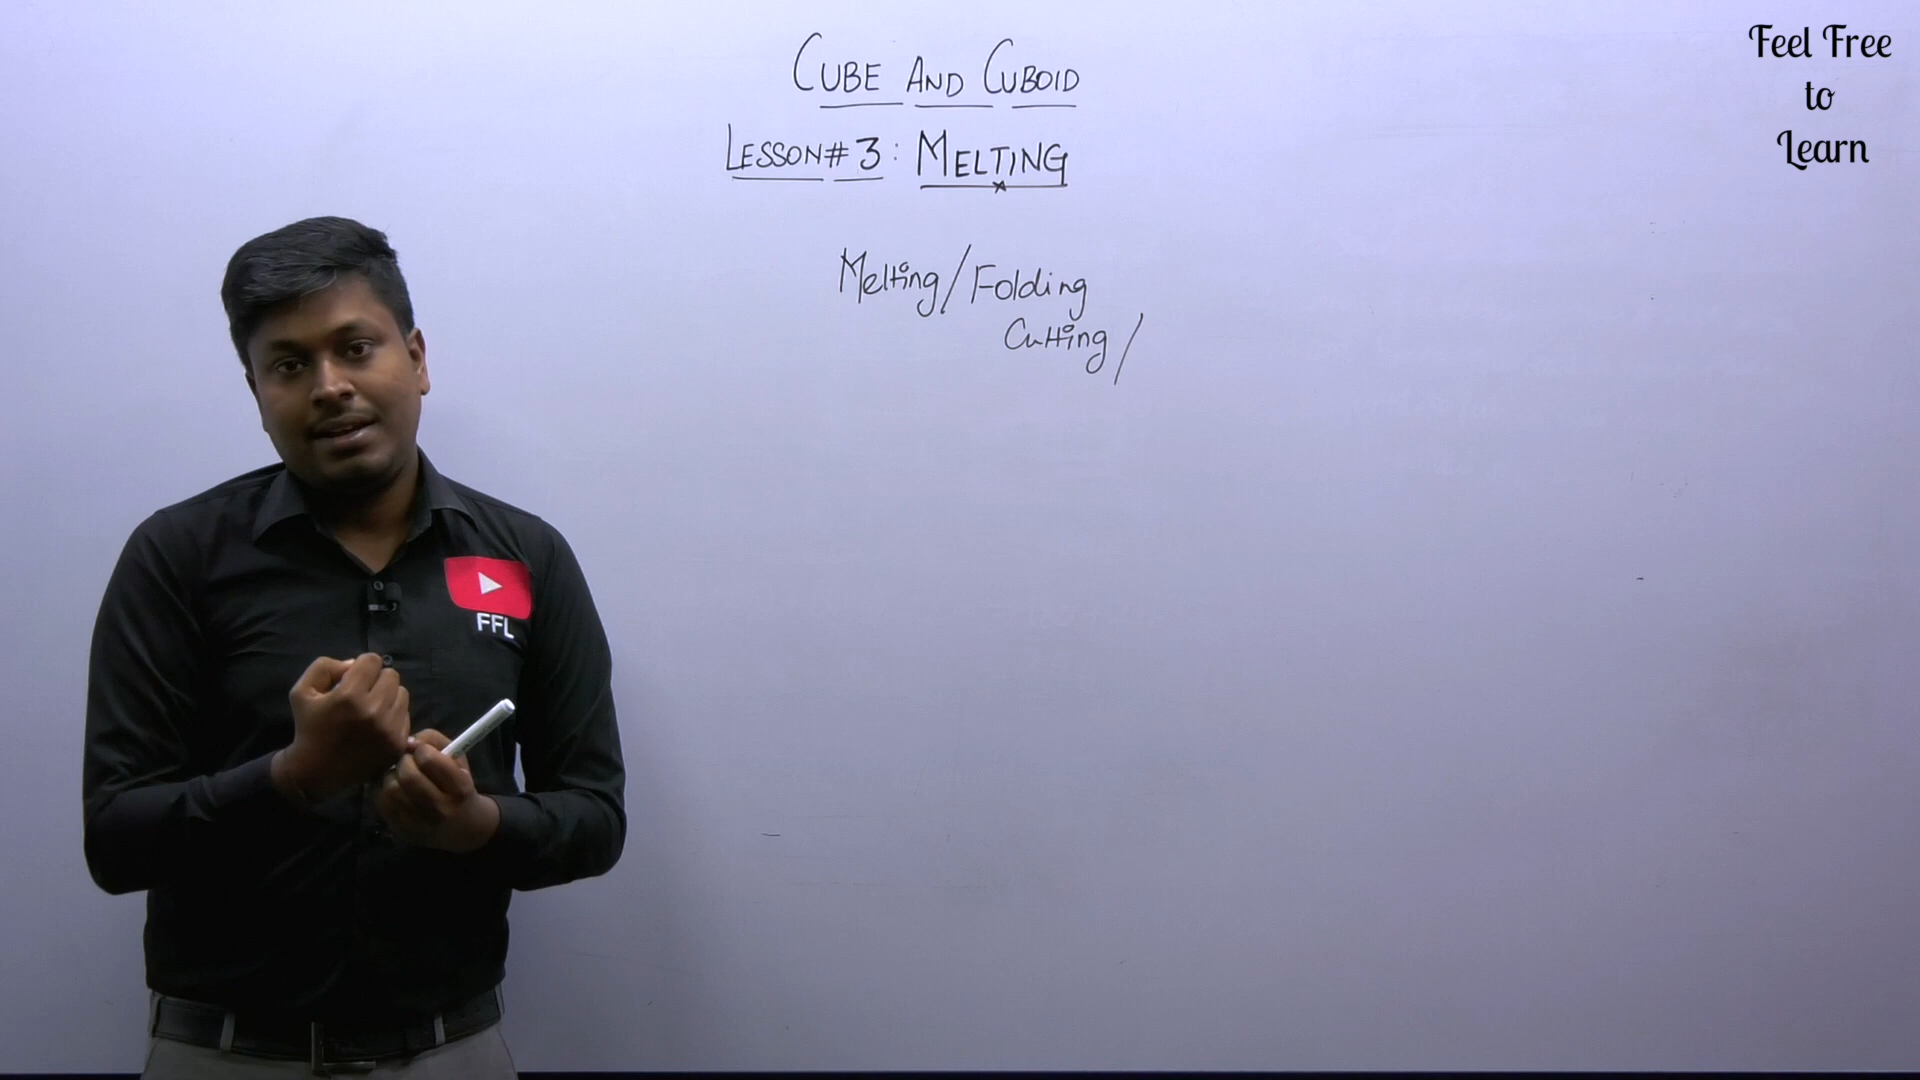 CUBE AND CUBOID
LESSON# 3 : MELTING
Melting / Folding
Cutting /
Feel Free
to
Learn
FFL